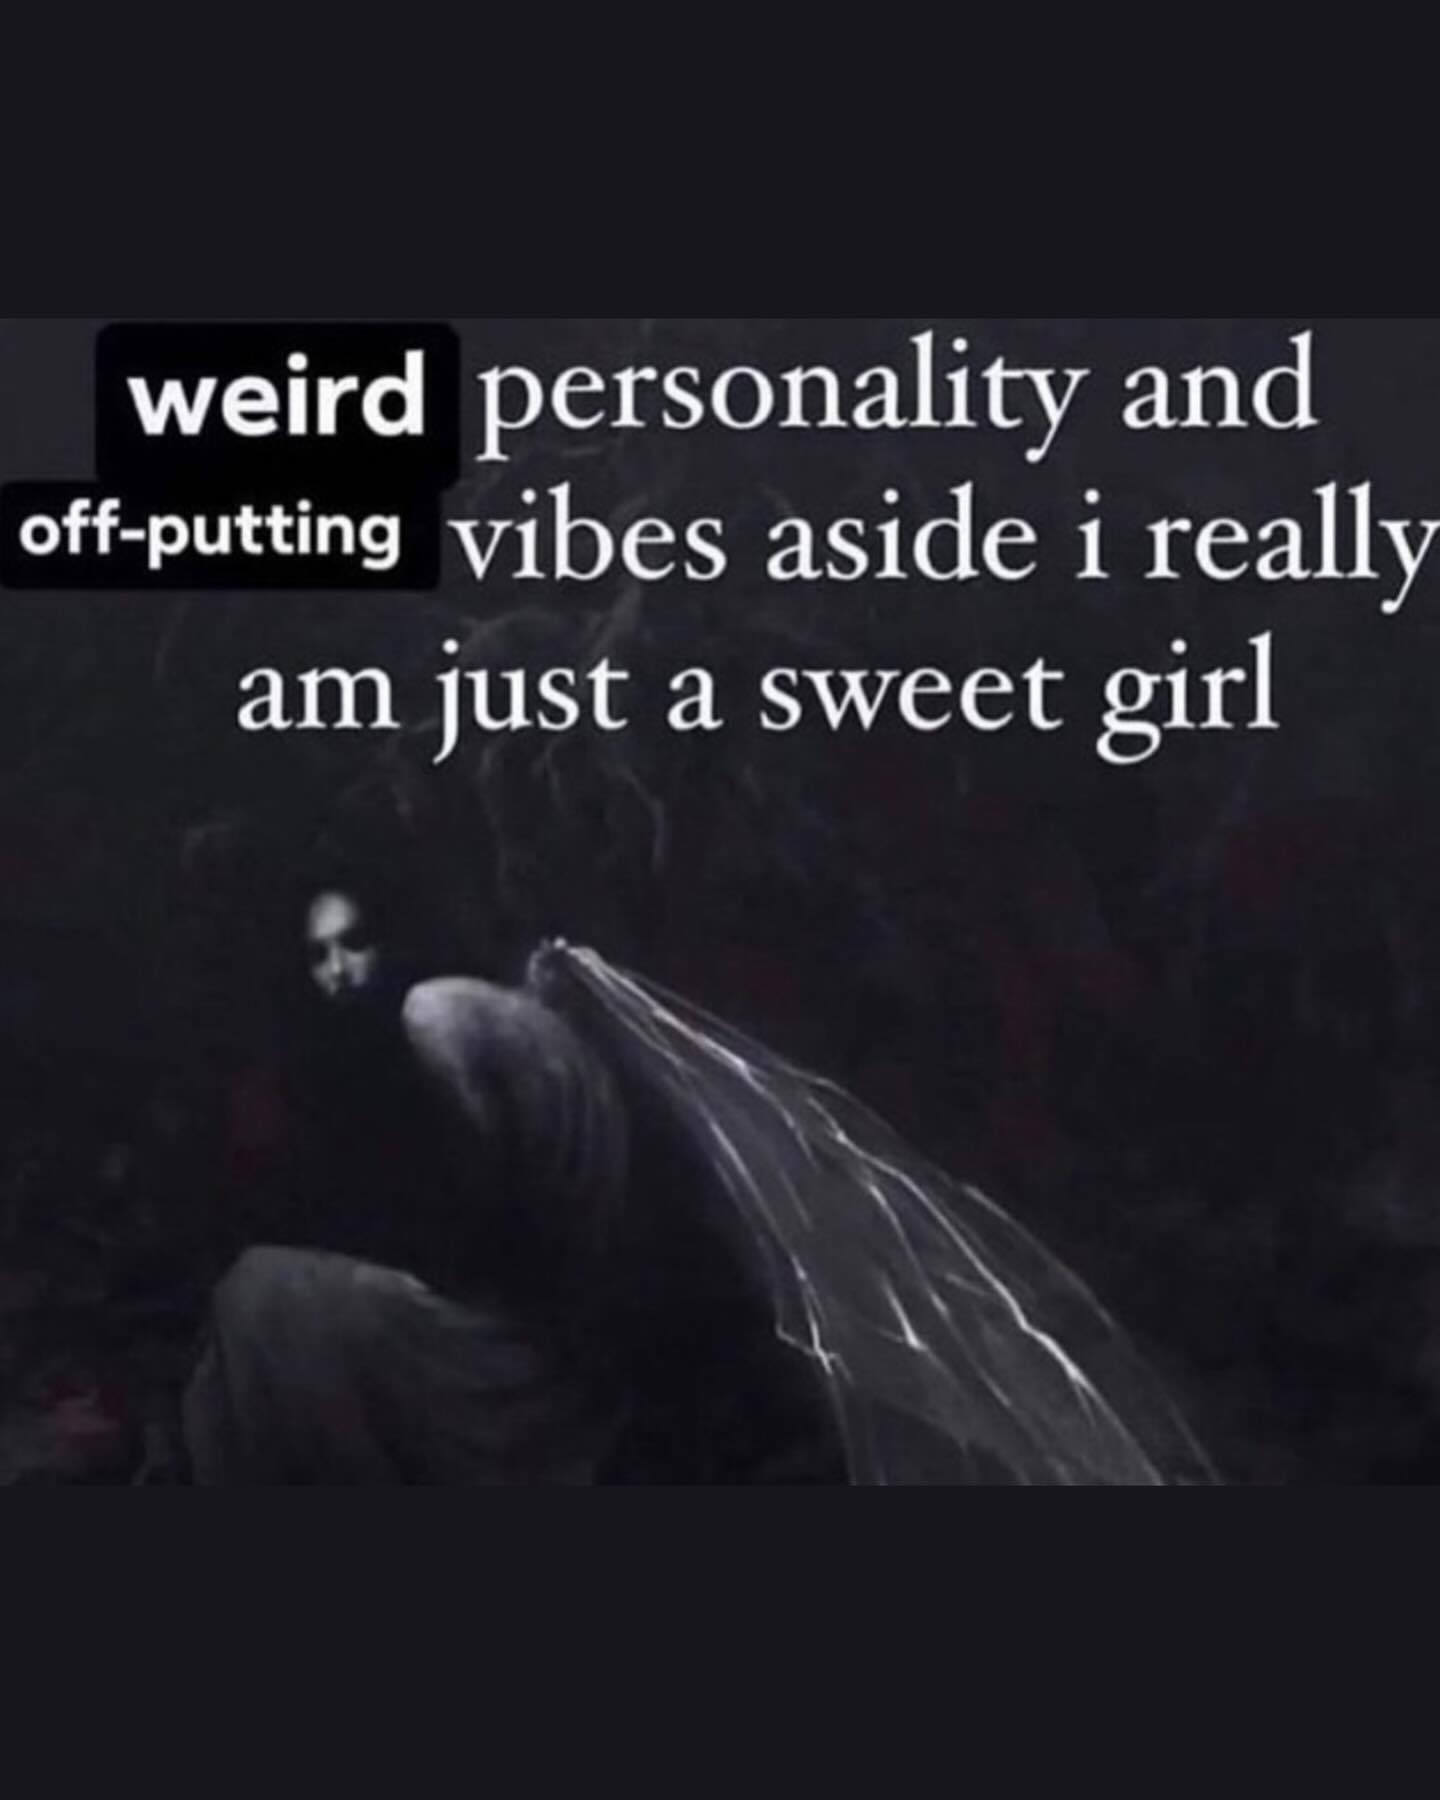 weird personality and
off-putting vibes aside i really
am just a sweet girl